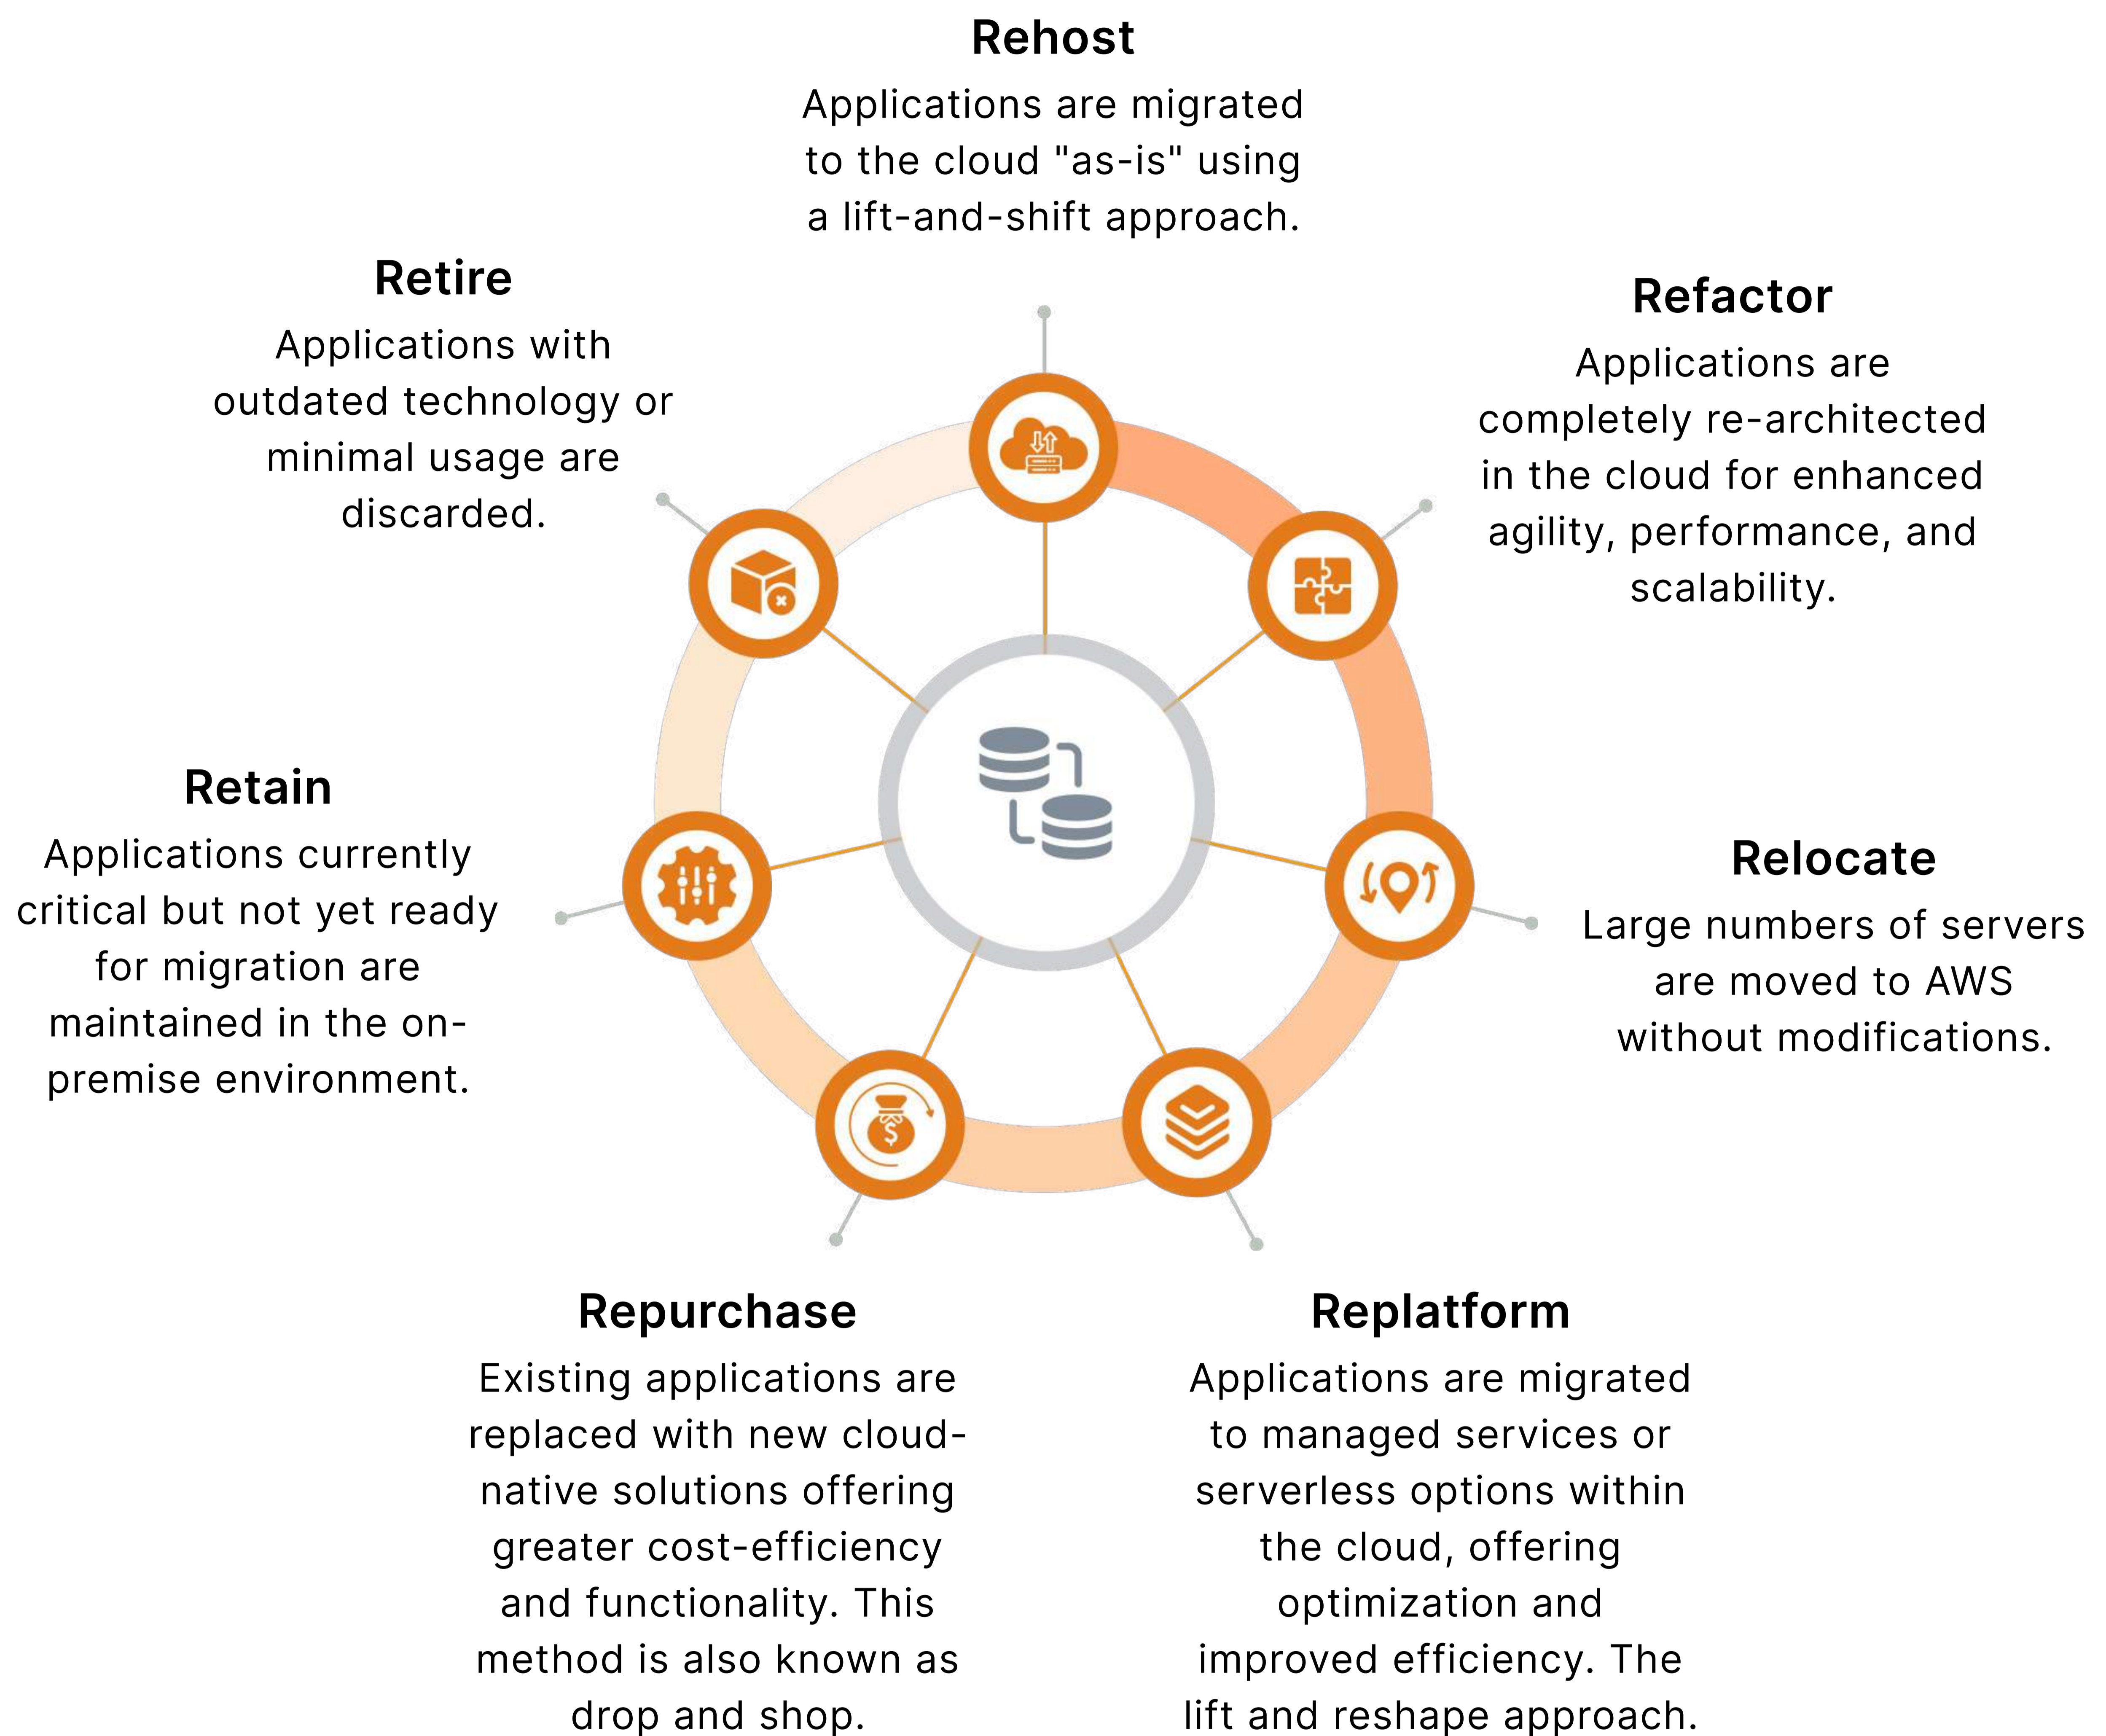 Rehost
Applications are migrated
to the cloud "as-is" using
a lift-and-shift approach.
Retire
Applications with
outdated technology or
minimal usage are
discarded.
Refactor
Applications are
completely re-architected
in the cloud for enhanced
agility, performance, and
scalability.
Retain
Applications currently
critical but not yet ready
for migration are
maintained in the on-
premise environment.
Relocate
Large numbers of servers
are moved to AWS
without modifications.
$
Repurchase
Existing applications are
replaced with new cloud-
native solutions offering
greater cost-efficiency
and functionality. This
method is also known as
drop and shop.
Replatform
Applications are migrated
to managed services or
serverless options within
the cloud, offering
optimization and
improved efficiency. The
lift and reshape approach.